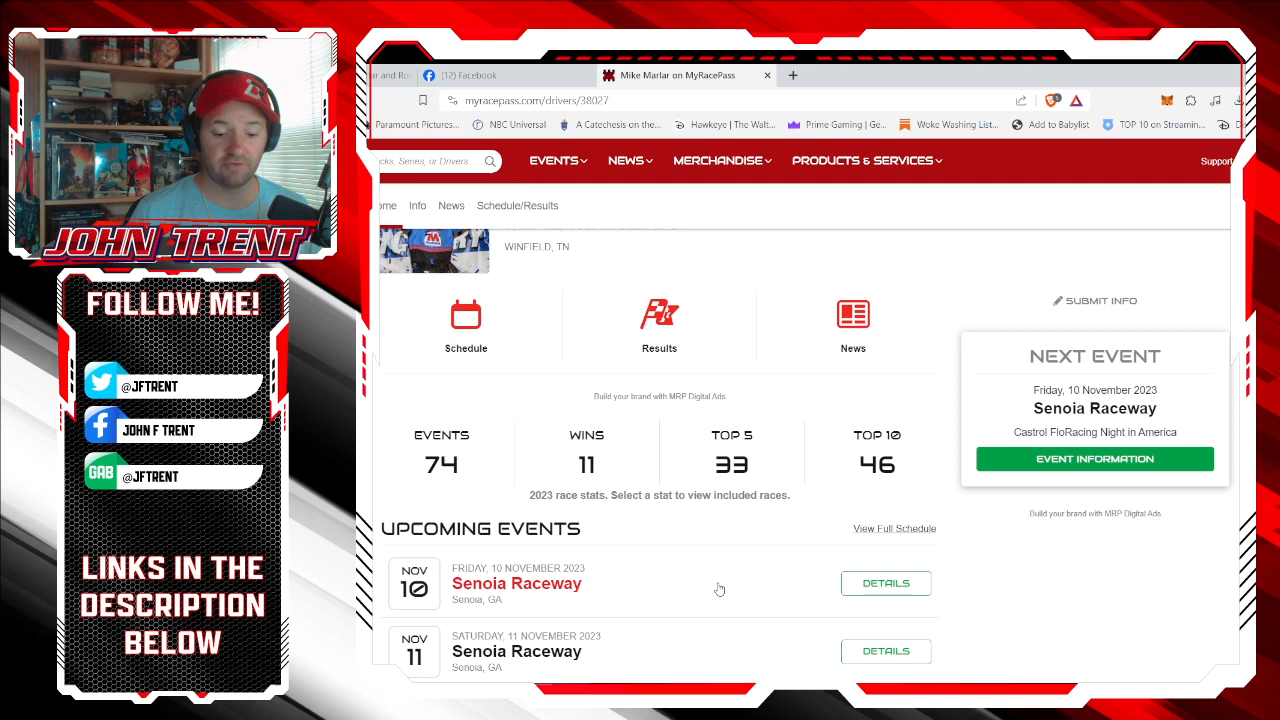 JOHN TRENT
FOLLOW ME!
@JFTRENT
JOHN F TRENT
GAB
@JFTRENT
LINKS IN THE
DESCRIPTION
BELOW
(12) Facebook
Mike Marlar on MyRacePass
myracepass.com/drivers/38027
Paramount Pictures...
NBC Universal
A Catechesis on the...
Hawkeye | The Walt...
Prime Gaming | Ge...
Woke Washing List...
Add to Babylist
TOP 10 on Streamin...
cks, Series, or Drivers
EVENTS
NEWS
MERCHANDISE
PRODUCTS & SERVICES
Support
ome
Info
News
Schedule/Results
WINFIELD, TN
Schedule
Results
News
Build your brand with MRP Digital Ads
EVENTS
74
WINS
11
TOP 5
33
TOP 10
46
2023 race stats. Select a stat to view included races.
UPCOMING EVENTS
View Full Schedule
NOV
10
FRIDAY, 10 NOVEMBER 2023
Senoia Raceway
Senoia, GA
DETAILS
NOV
11
SATURDAY, 11 NOVEMBER 2023
Senoia Raceway
Senoia, GA
DETAILS
SUBMIT INFO
NEXT EVENT
Friday, 10 November 2023
Senoia Raceway
Castrol FloRacing Night in America
EVENT INFORMATION
Build your brand with MRP Digital Ads